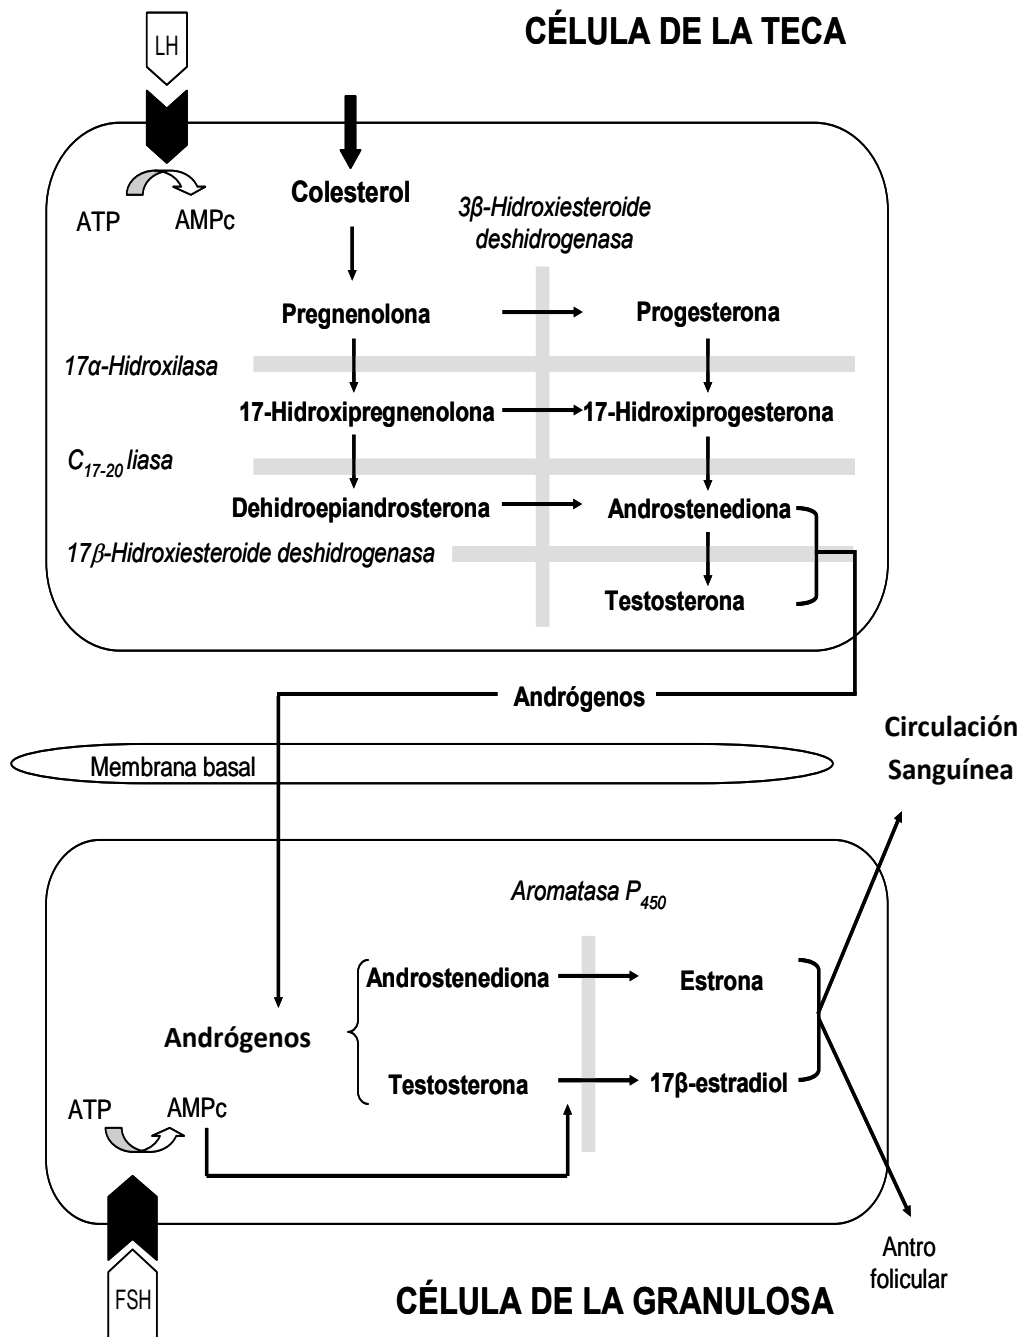 CÉLULA DE LA TECA
LH
ATP
AMPc
Colesterol
3β-Hidroxiesteroide
deshidrogenasa
Pregnenolona
Progesterona
17α-Hidroxilasa
17-Hidroxipregnenolona
17-Hidroxiprogesterona
C17-20 liasa
Dehidroepiandrosterona
Androstenediona
17β-Hidroxiesteroide deshidrogenasa
Testosterona
Andrógenos
Circulación
Sanguínea
Membrana basal
Aromatasa P450
Androstenediona
Estrona
Andrógenos
Testosterona
17β-estradiol
ATP
AMPc
FSH
Antro
folicular
CÉLULA DE LA GRANULOSA